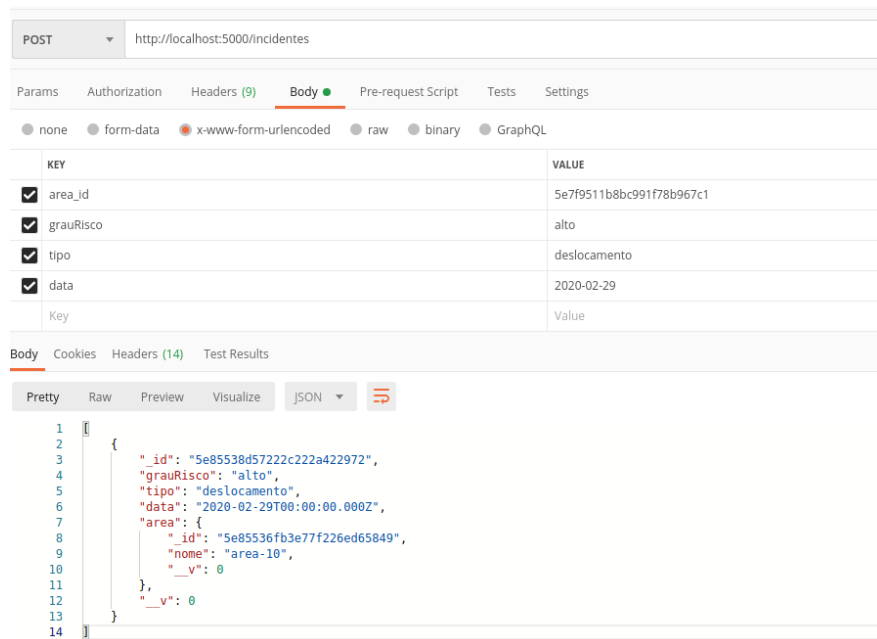 POST http://localhost:5000/incidentes
Params Authorization Headers (9) Body Pre-request Script Tests Settings
none form-data x-www-form-urlencoded raw binary GraphQL
KEY VALUE
area_id 5e7f9511b8bc991f78b967c1
grauRisco alto
tipo deslocamento
data 2020-02-29
Key Value
Body Cookies Headers (14) Test Results
Pretty Raw Preview Visualize JSON
1 [
2 {
3 "_id": "5e85538d57222c222a422972",
4 "grauRisco": "alto",
5 "tipo": "deslocamento",
6 "data": "2020-02-29T00:00:00.000Z",
7 "area": {
8 "_id": "5e85536fb3e77f226ed65849",
9 "nome": "area-10",
10 "__v": 0
11 },
12 "__v": 0
13 }
14 ]